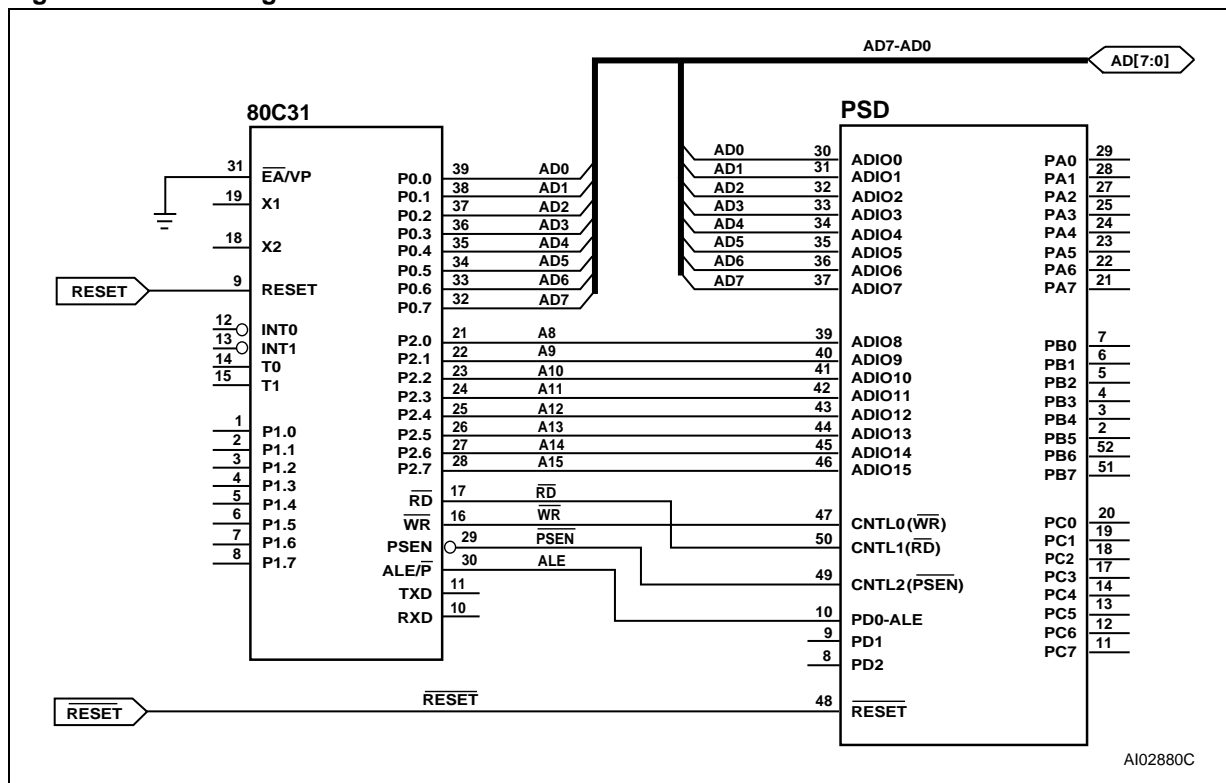 AD7-AD0
AD[7:0]
80C31
PSD
31
EA/VP
19
X1
18
X2
RESET
9
RESET
12
INT0
13
INT1
14
T0
15
T1
1
P1.0
2
P1.1
3
P1.2
4
P1.3
5
P1.4
6
P1.5
7
P1.6
8
P1.7
P0.0 39 AD0
P0.1 38 AD1
P0.2 37 AD2
P0.3 36 AD3
P0.4 35 AD4
P0.5 34 AD5
P0.6 33 AD6
P0.7 32 AD7
P2.0 21 A8
P2.1 22 A9
P2.2 23 A10
P2.3 24 A11
P2.4 25 A12
P2.5 26 A13
P2.6 27 A14
P2.7 28 A15
RD 17 RD
WR 16 WR
PSEN 29 PSEN
ALE/P 30 ALE
TXD 11
RXD 10
AD0 30 ADIO0
AD1 31 ADIO1
AD2 32 ADIO2
AD3 33 ADIO3
AD4 34 ADIO4
AD5 35 ADIO5
AD6 36 ADIO6
AD7 37 ADIO7
39 ADIO8
40 ADIO9
41 ADIO10
42 ADIO11
43 ADIO12
44 ADIO13
45 ADIO14
46 ADIO15
47 CNTL0(WR)
50 CNTL1(RD)
49 CNTL2(PSEN)
10 PD0-ALE
9 PD1
8 PD2
48 RESET
PA0 29
PA1 28
PA2 27
PA3 25
PA4 24
PA5 23
PA6 22
PA7 21
PB0 7
PB1 6
PB2 5
PB3 4
PB4 3
PB5 2
PB6 52
PB7 51
PC0 20
PC1 19
PC2 18
PC3 17
PC4 14
PC5 13
PC6 12
PC7 11
RESET
RESET
AI02880C